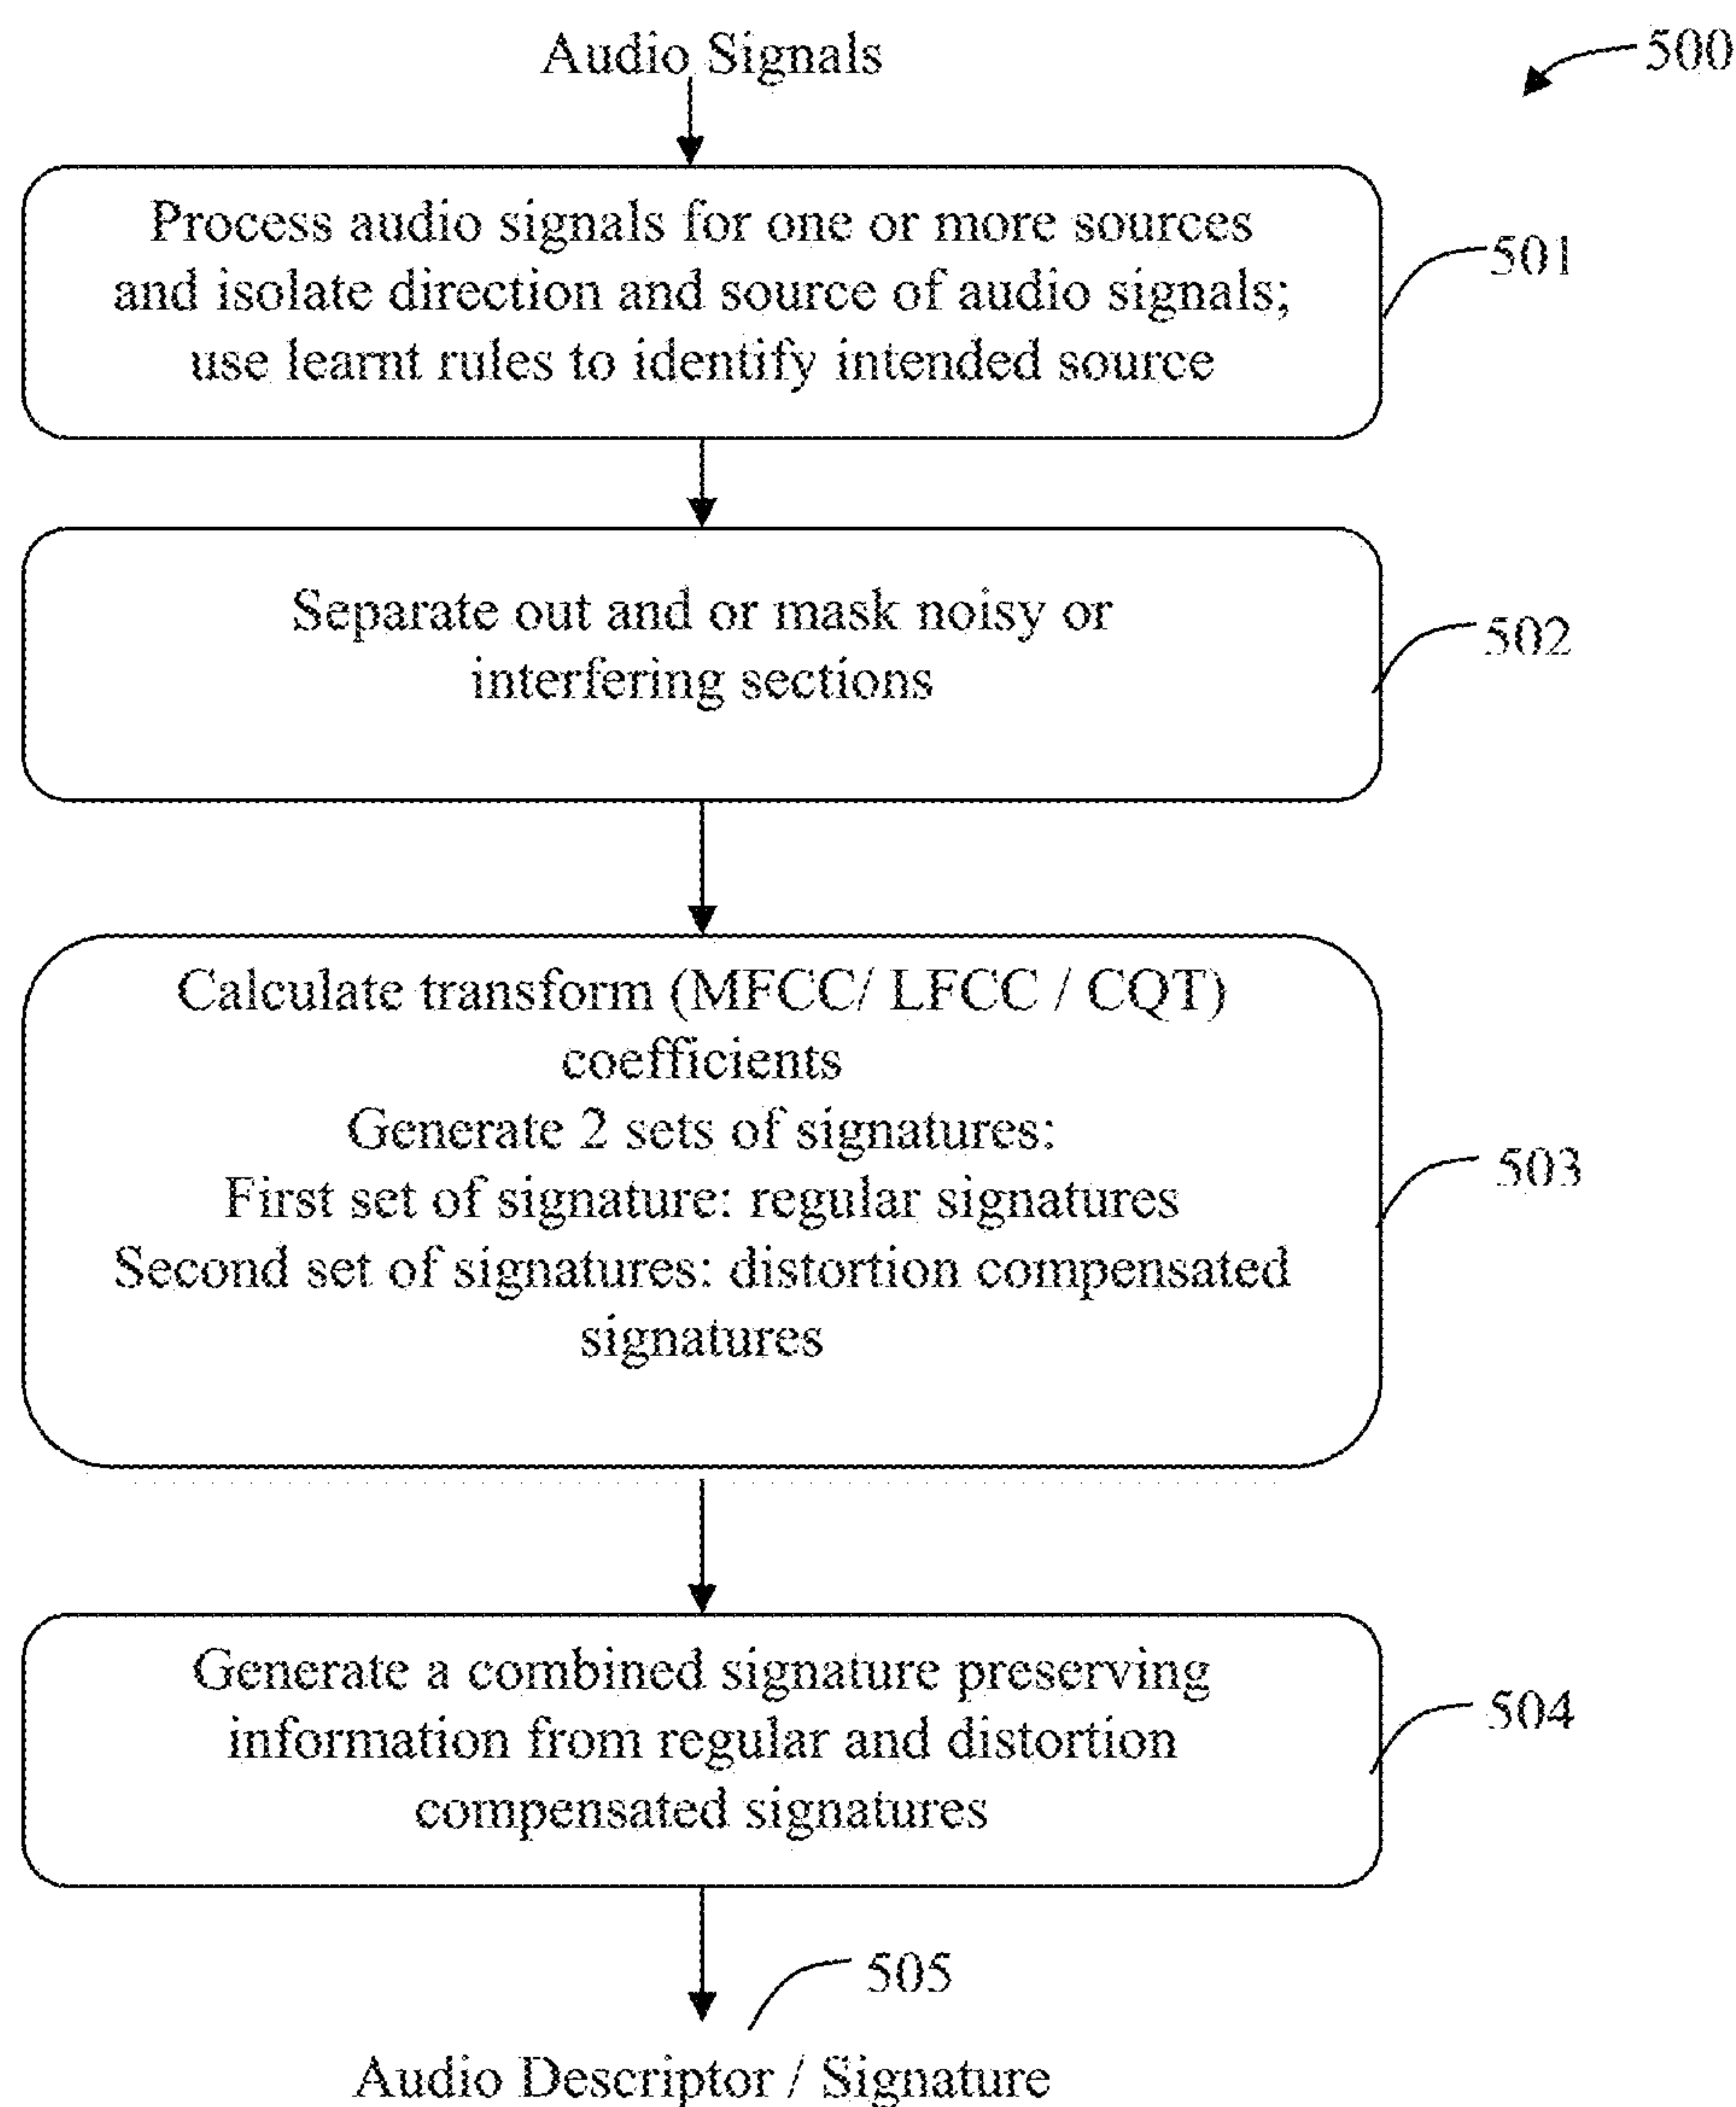 Audio Signals
500
Process audio signals for one or more sources
and isolate direction and source of audio signals;
use learnt rules to identify intended source
501
Separate out and or mask noisy or
interfering sections
502
Calculate transform (MFCC/ LFCC / CQT)
coefficients
Generate 2 sets of signatures:
First set of signature: regular signatures
Second set of signatures: distortion compensated
signatures
503
Generate a combined signature preserving
information from regular and distortion
compensated signatures
504
505
Audio Descriptor / Signature